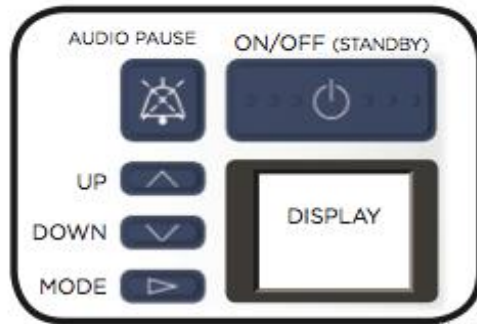 AUDIO PAUSE
ON/OFF (STANDBY)
UP
DOWN
MODE
DISPLAY